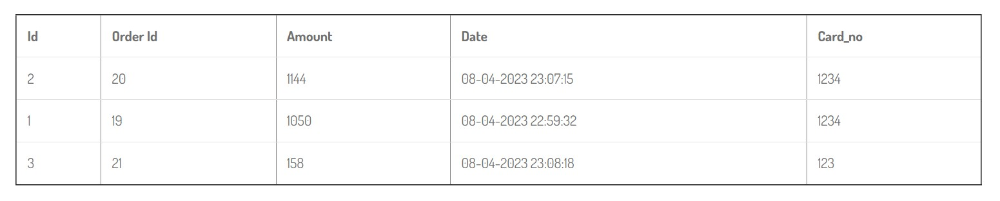 Id Order Id Amount Date Card_no
2 20 1144 08-04-2023 23:07:15 1234
1 19 1050 08-04-2023 22:59:32 1234
3 21 158 08-04-2023 23:08:18 123